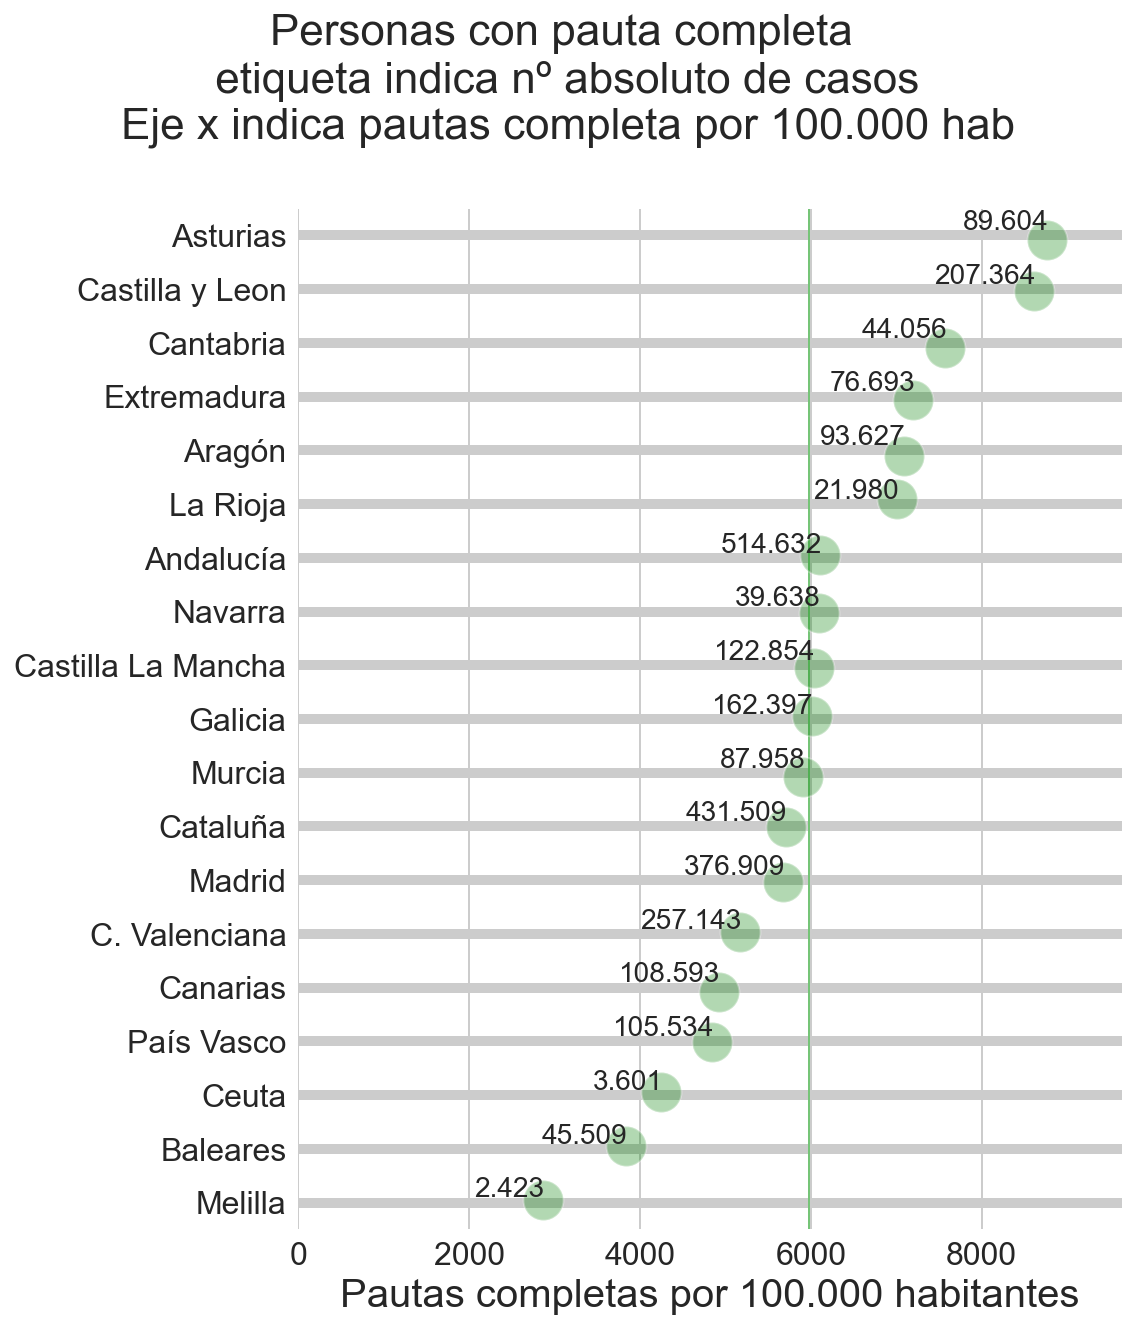 Personas con pauta completa
etiqueta indica nº absoluto de casos
Eje x indica pautas completa por 100.000 hab
Asturias 89.604
Castilla y Leon 207.364
Cantabria 44.056
Extremadura 76.693
Aragón 93.627
La Rioja 21.980
Andalucía 514.632
Navarra 39.638
Castilla La Mancha 122.854
Galicia 162.397
Murcia 87.958
Cataluña 431.509
Madrid 376.909
C. Valenciana 257.143
Canarias 108.593
País Vasco 105.534
Ceuta 3.601
Baleares 45.509
Melilla 2.423
0 2000 4000 6000 8000
Pautas completas por 100.000 habitantes